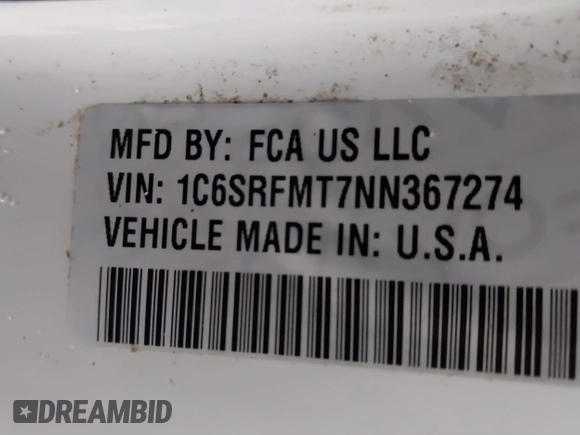 MFD BY: FCA US LLC
VIN: 1C6SRFMT7NN367274
VEHICLE MADE IN: U.S.A.
DREAMBID